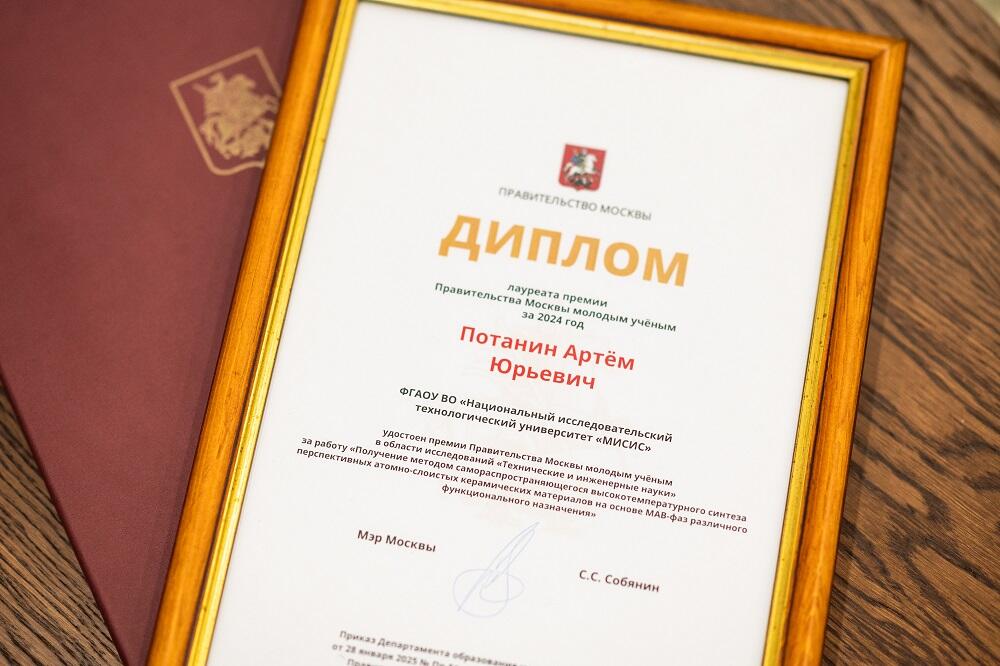 ПРАВИТЕЛЬСТВО МОСКВЫ
ДИПЛОМ
лауреата премии
Правительства Москвы молодым учёным
за 2024 год
Потанин Артём
Юрьевич
ФГАОУ ВО «Национальный исследовательский
технологический университет «МИСИС»
удостоен премии Правительства Москвы молодым учёным
в области исследований «Технические и инженерные науки»
за работу «Получение методом самораспространяющегося высокотемпературного синтеза
перспективных атомно-слоистых керамических материалов на основе МАВ-фаз различного
функционального назначения»
Мэр Москвы
С.С. Собянин
Приказ Департамента образования
от 28 января 2025 №